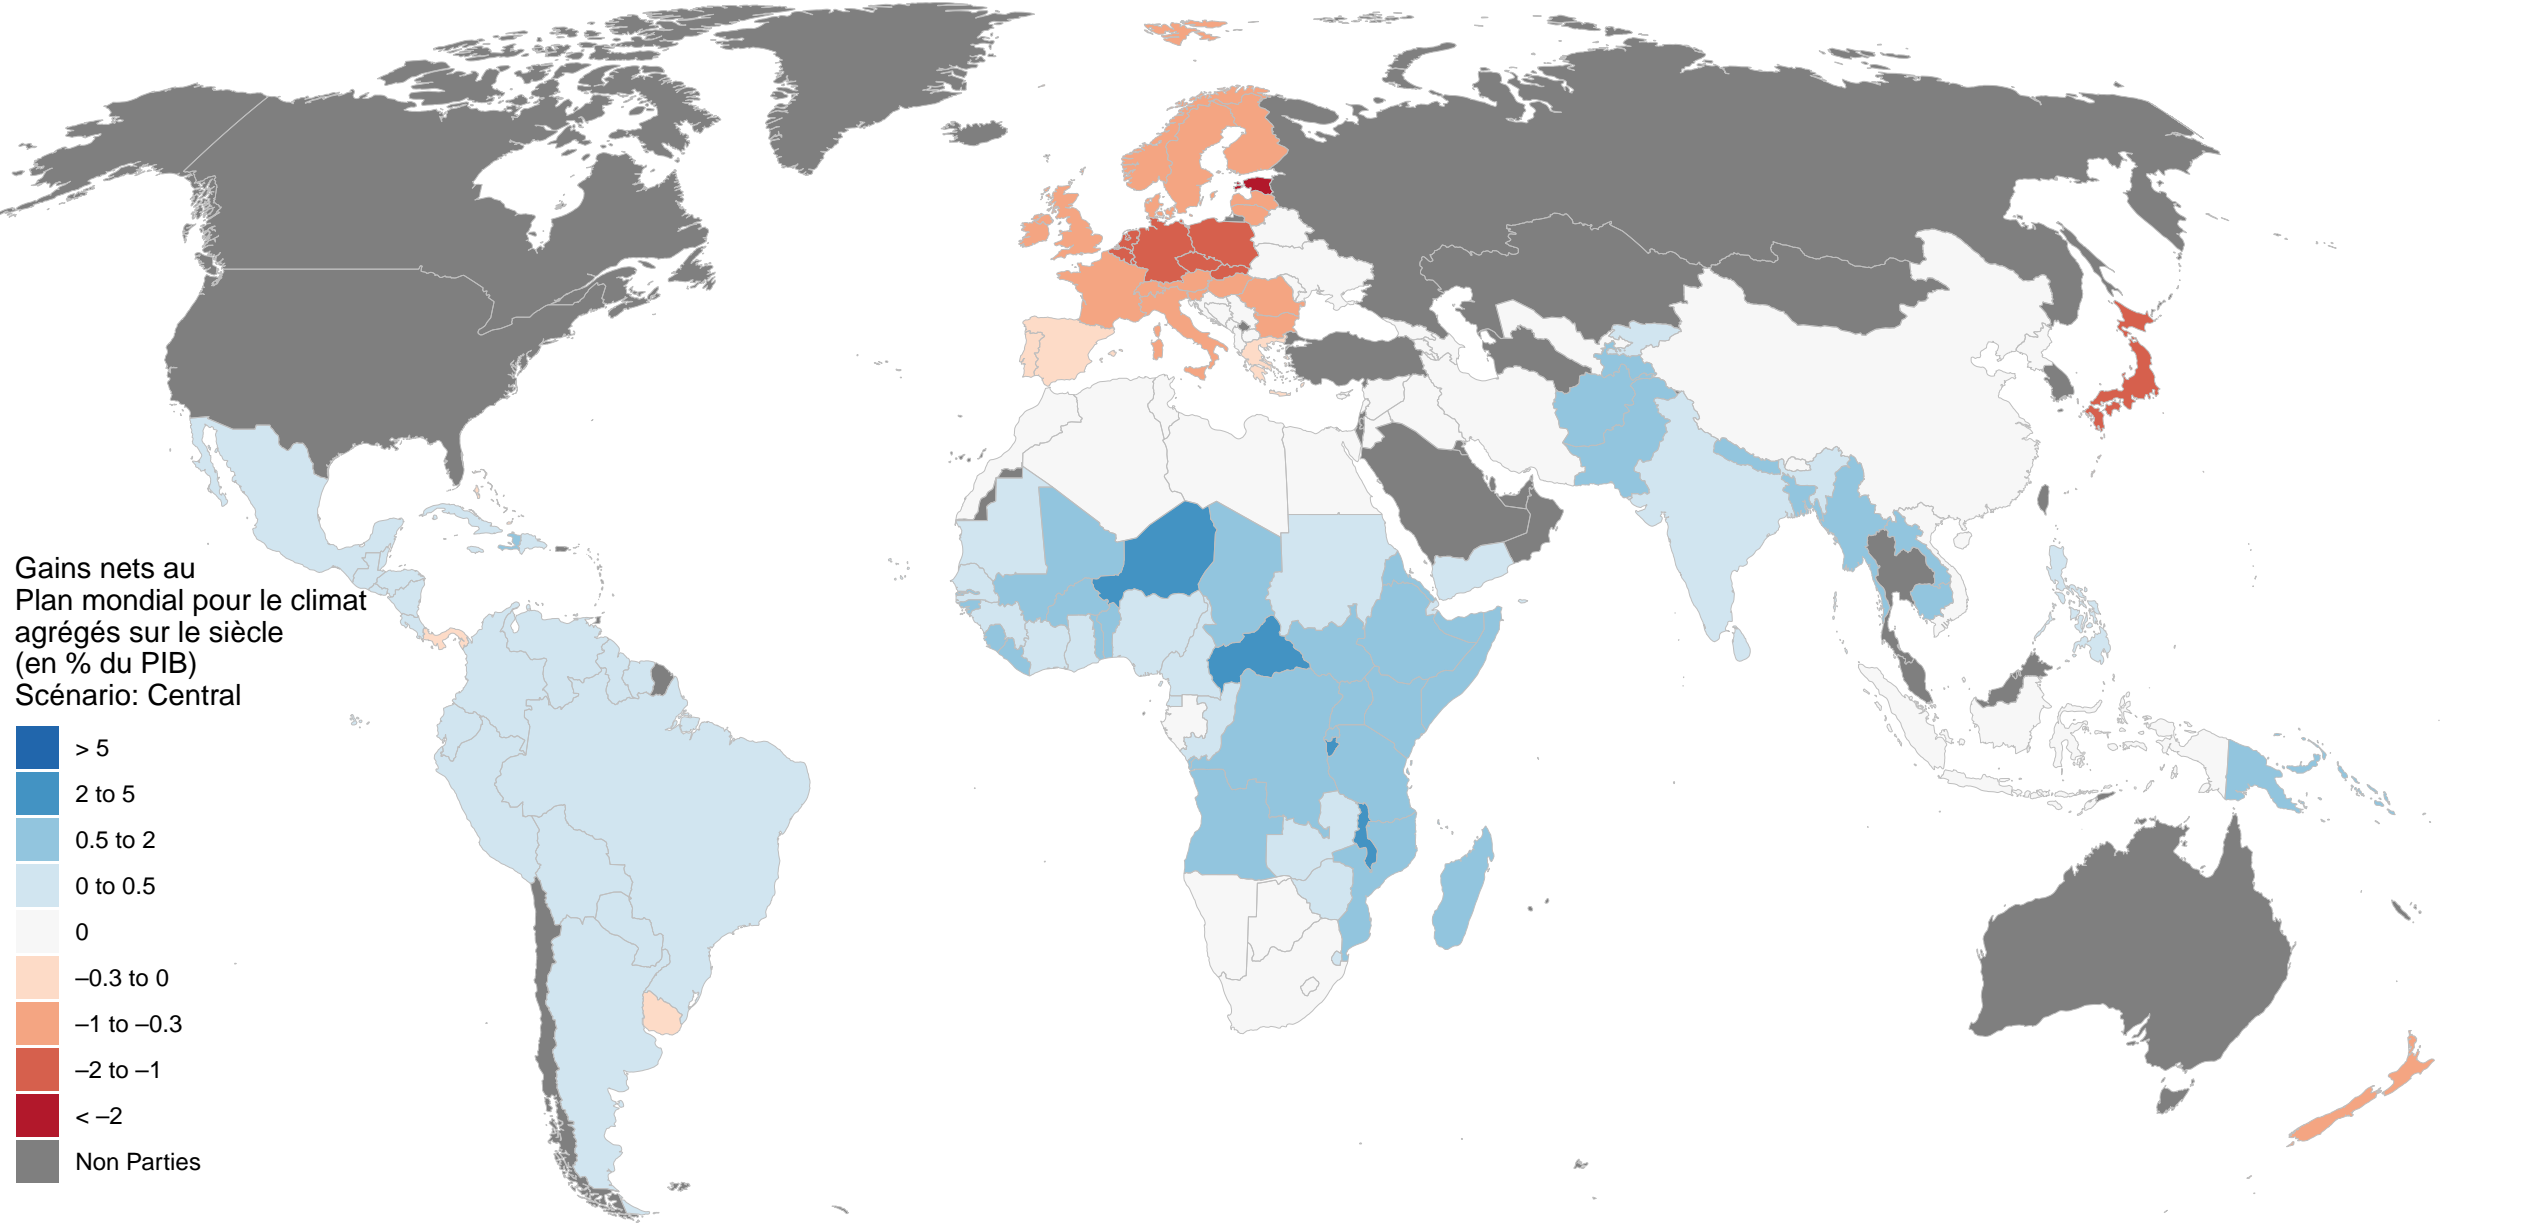 Gains nets au
Plan mondial pour le climat
agrégés sur le siècle
(en % du PIB)
Scénario: Central
> 5
2 to 5
0.5 to 2
0 to 0.5
0
–0.3 to 0
–1 to –0.3
–2 to –1
< –2
Non Parties